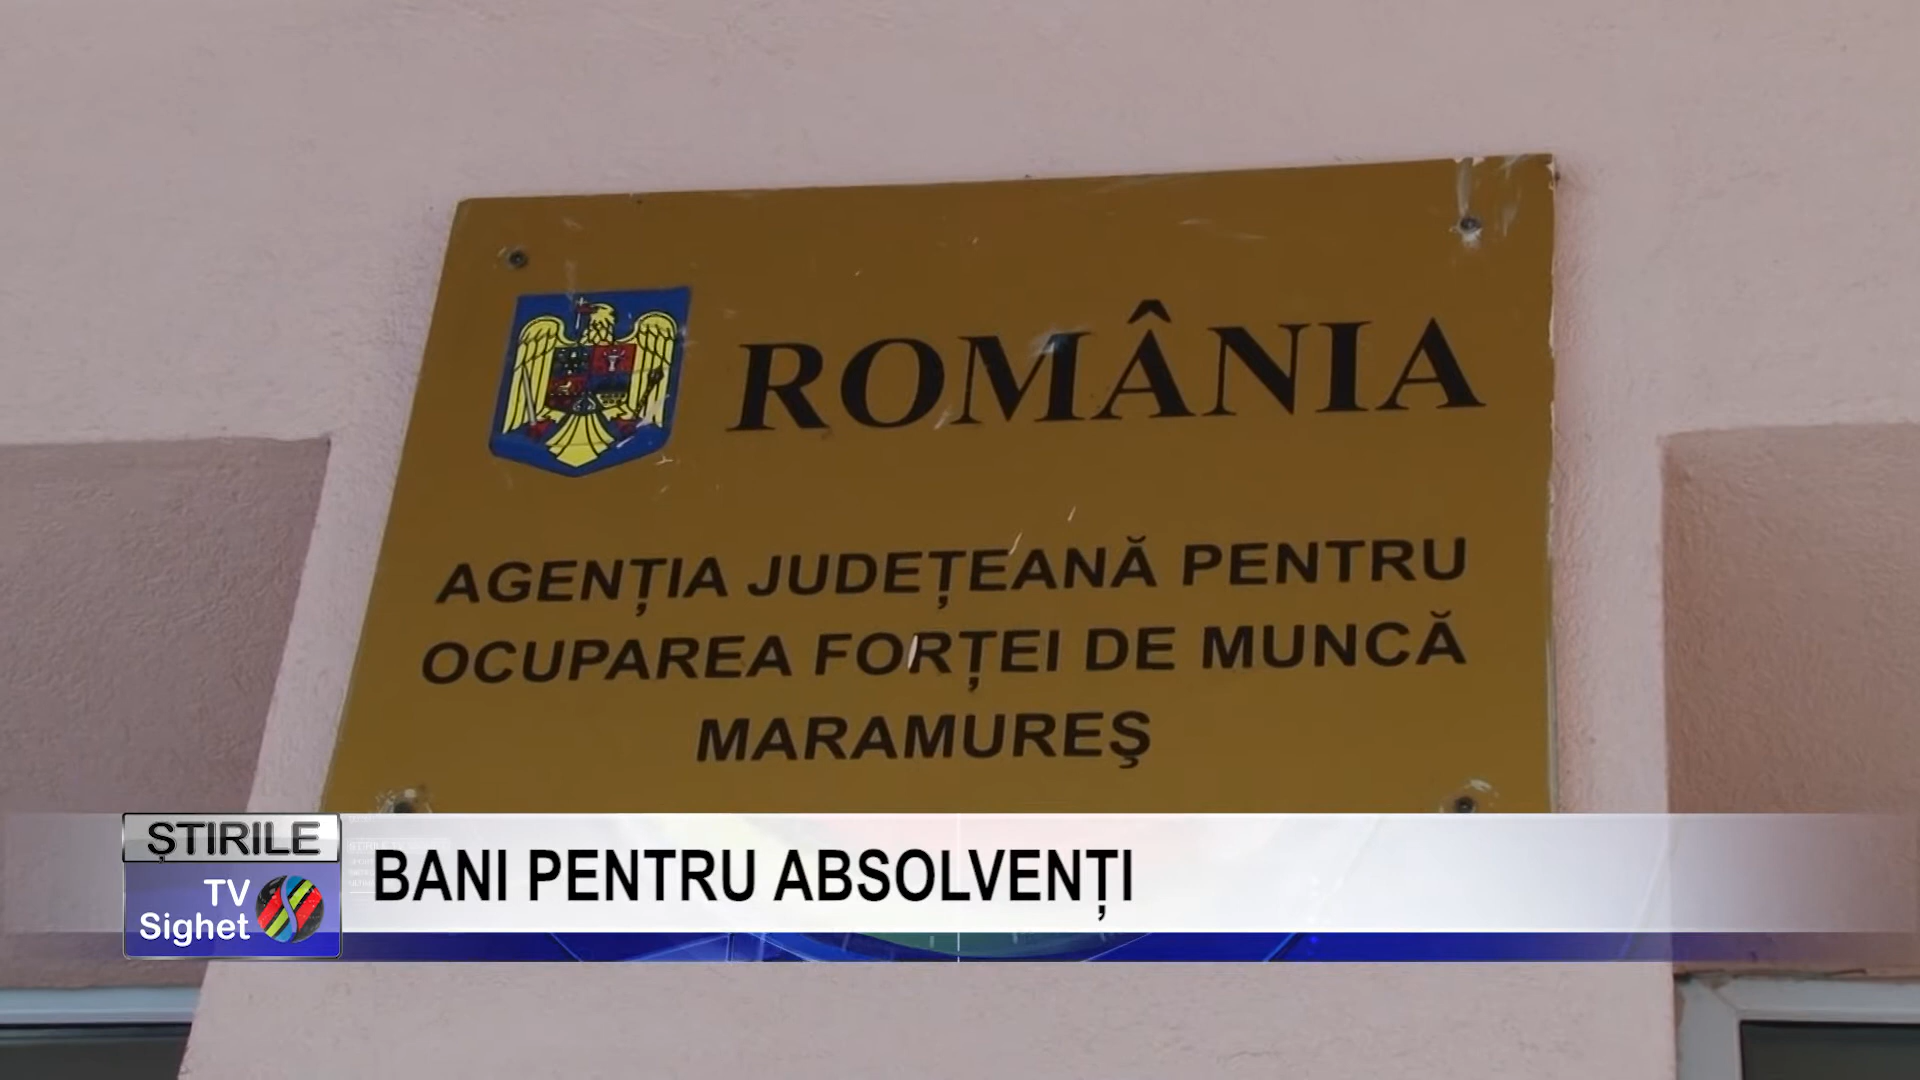 ROMÂNIA
AGENȚIA JUDEȚEANĂ PENTRU
OCUPAREA FORȚEI DE MUNCĂ
MARAMUREŞ
ȘTIRILE
TV
Sighet
BANI PENTRU ABSOLVENȚI